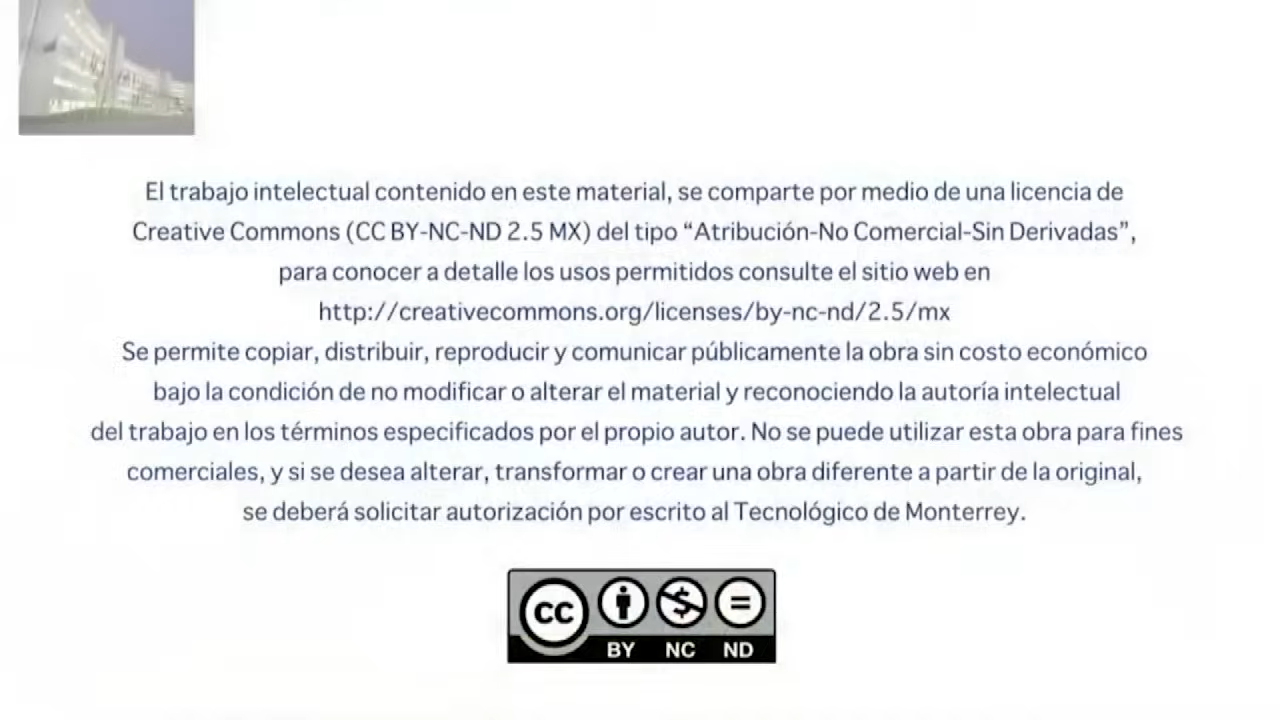 El trabajo intelectual contenido en este material, se comparte por medio de una licencia de
Creative Commons (CC BY-NC-ND 2.5 MX) del tipo “Atribución-No Comercial-Sin Derivadas”,
para conocer a detalle los usos permitidos consulte el sitio web en
http://creativecommons.org/licenses/by-nc-nd/2.5/mx
Se permite copiar, distribuir, reproducir y comunicar públicamente la obra sin costo económico
bajo la condición de no modificar o alterar el material y reconociendo la autoría intelectual
del trabajo en los términos especificados por el propio autor. No se puede utilizar esta obra para fines
comerciales, y si se desea alterar, transformar o crear una obra diferente a partir de la original,
se deberá solicitar autorización por escrito al Tecnológico de Monterrey.
CC
BY NC ND